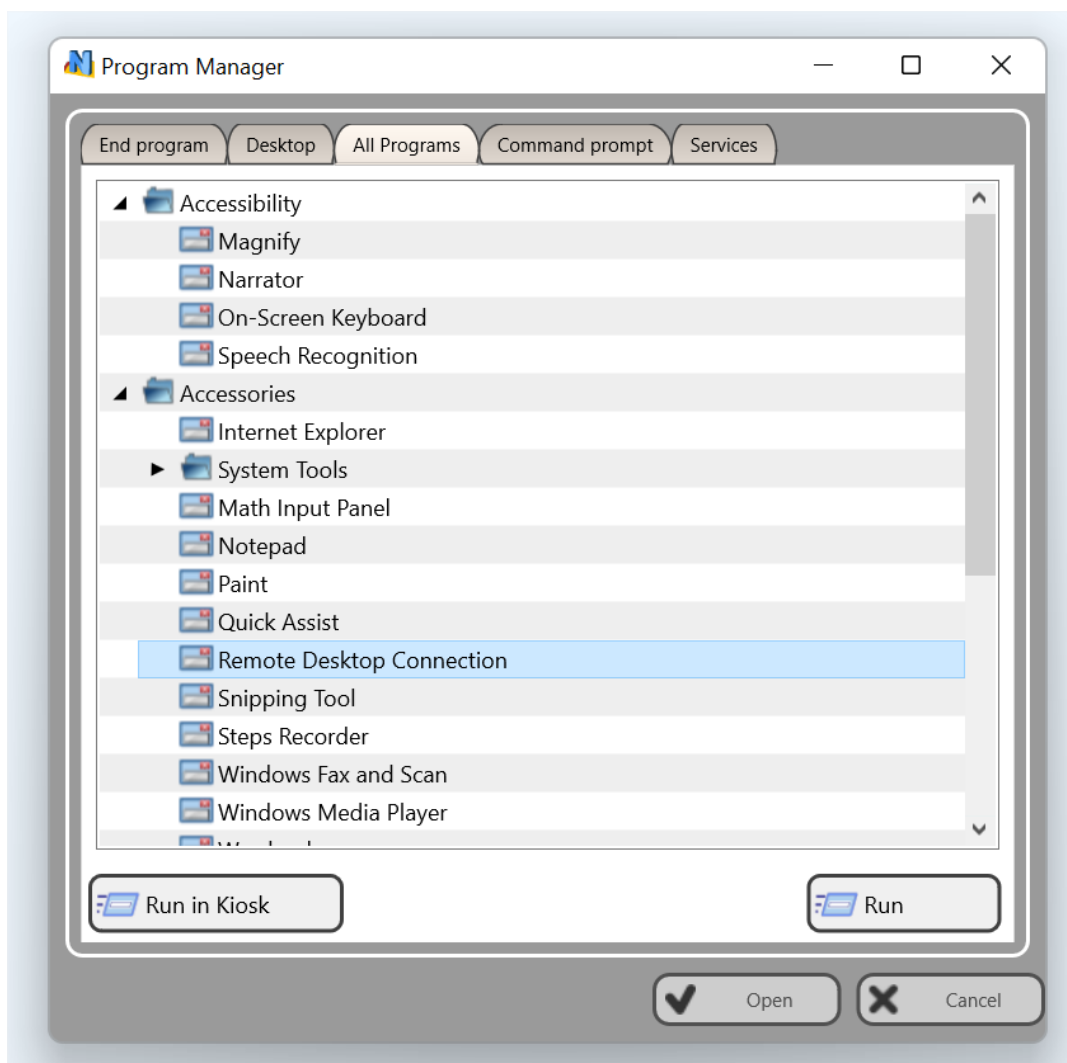 Program Manager
End program Desktop All Programs Command prompt Services
Accessibility
Magnify
Narrator
On-Screen Keyboard
Speech Recognition
Accessories
Internet Explorer
System Tools
Math Input Panel
Notepad
Paint
Quick Assist
Remote Desktop Connection
Snipping Tool
Steps Recorder
Windows Fax and Scan
Windows Media Player
Run in Kiosk Run
Open Cancel